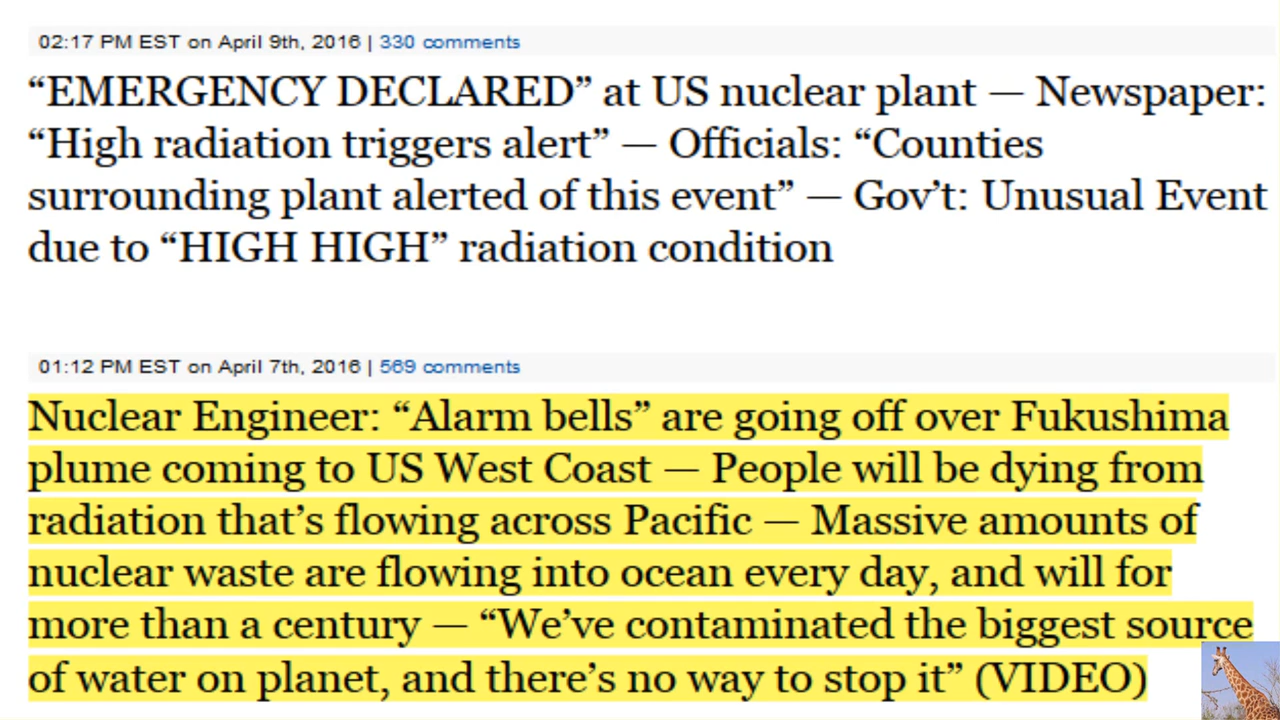 02:17 PM EST on April 9th, 2016 | 330 comments
“EMERGENCY DECLARED” at US nuclear plant — Newspaper:
“High radiation triggers alert” — Officials: “Counties
surrounding plant alerted of this event” — Gov’t: Unusual Event
due to “HIGH HIGH” radiation condition
01:12 PM EST on April 7th, 2016 | 569 comments
Nuclear Engineer: “Alarm bells” are going off over Fukushima
plume coming to US West Coast — People will be dying from
radiation that’s flowing across Pacific — Massive amounts of
nuclear waste are flowing into ocean every day, and will for
more than a century — “We’ve contaminated the biggest source
of water on planet, and there’s no way to stop it” (VIDEO)